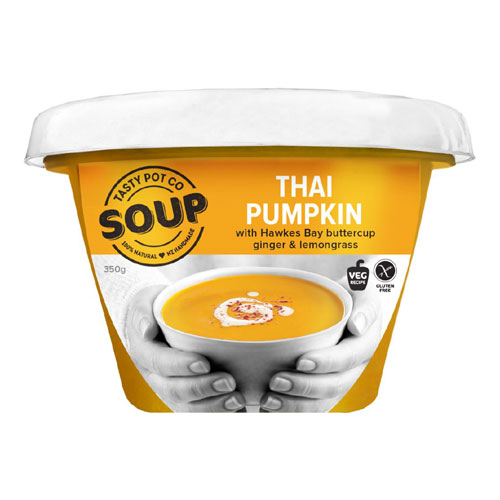 TASTY POT CO
SOUP
100% NATURAL ♥ NZ HANDMADE
350g
THAI
PUMPKIN
with Hawkes Bay buttercup
ginger & lemongrass
VEG
RECIPE
GLUTEN
FREE